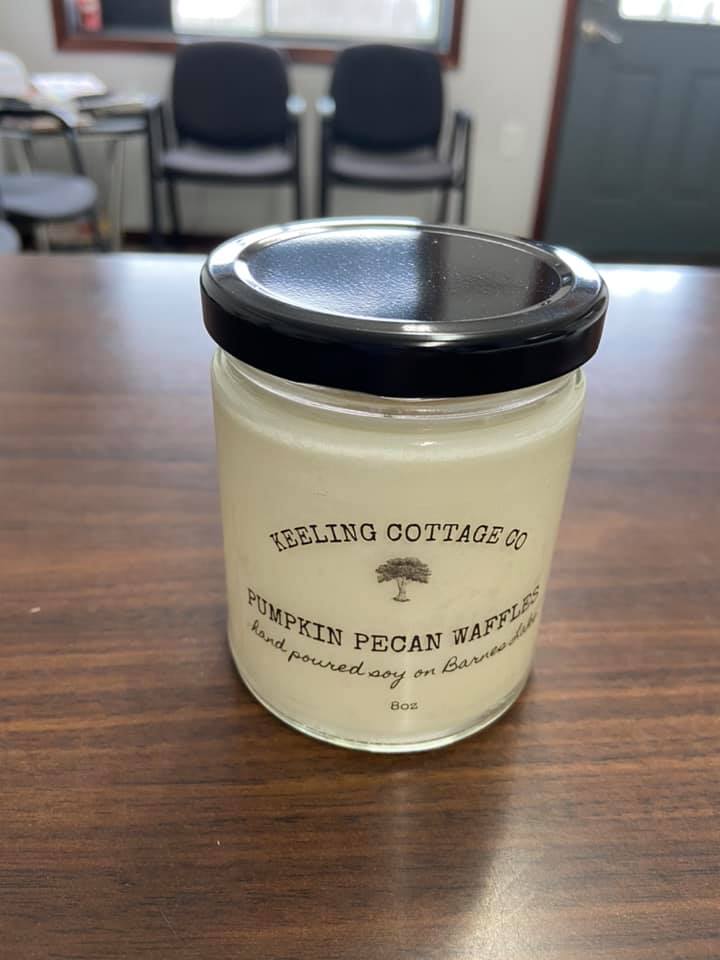 KEELING COTTAGE CO
PUMPKIN PECAN WAFFLES
hand poured soy on Barnes Lake
8oz